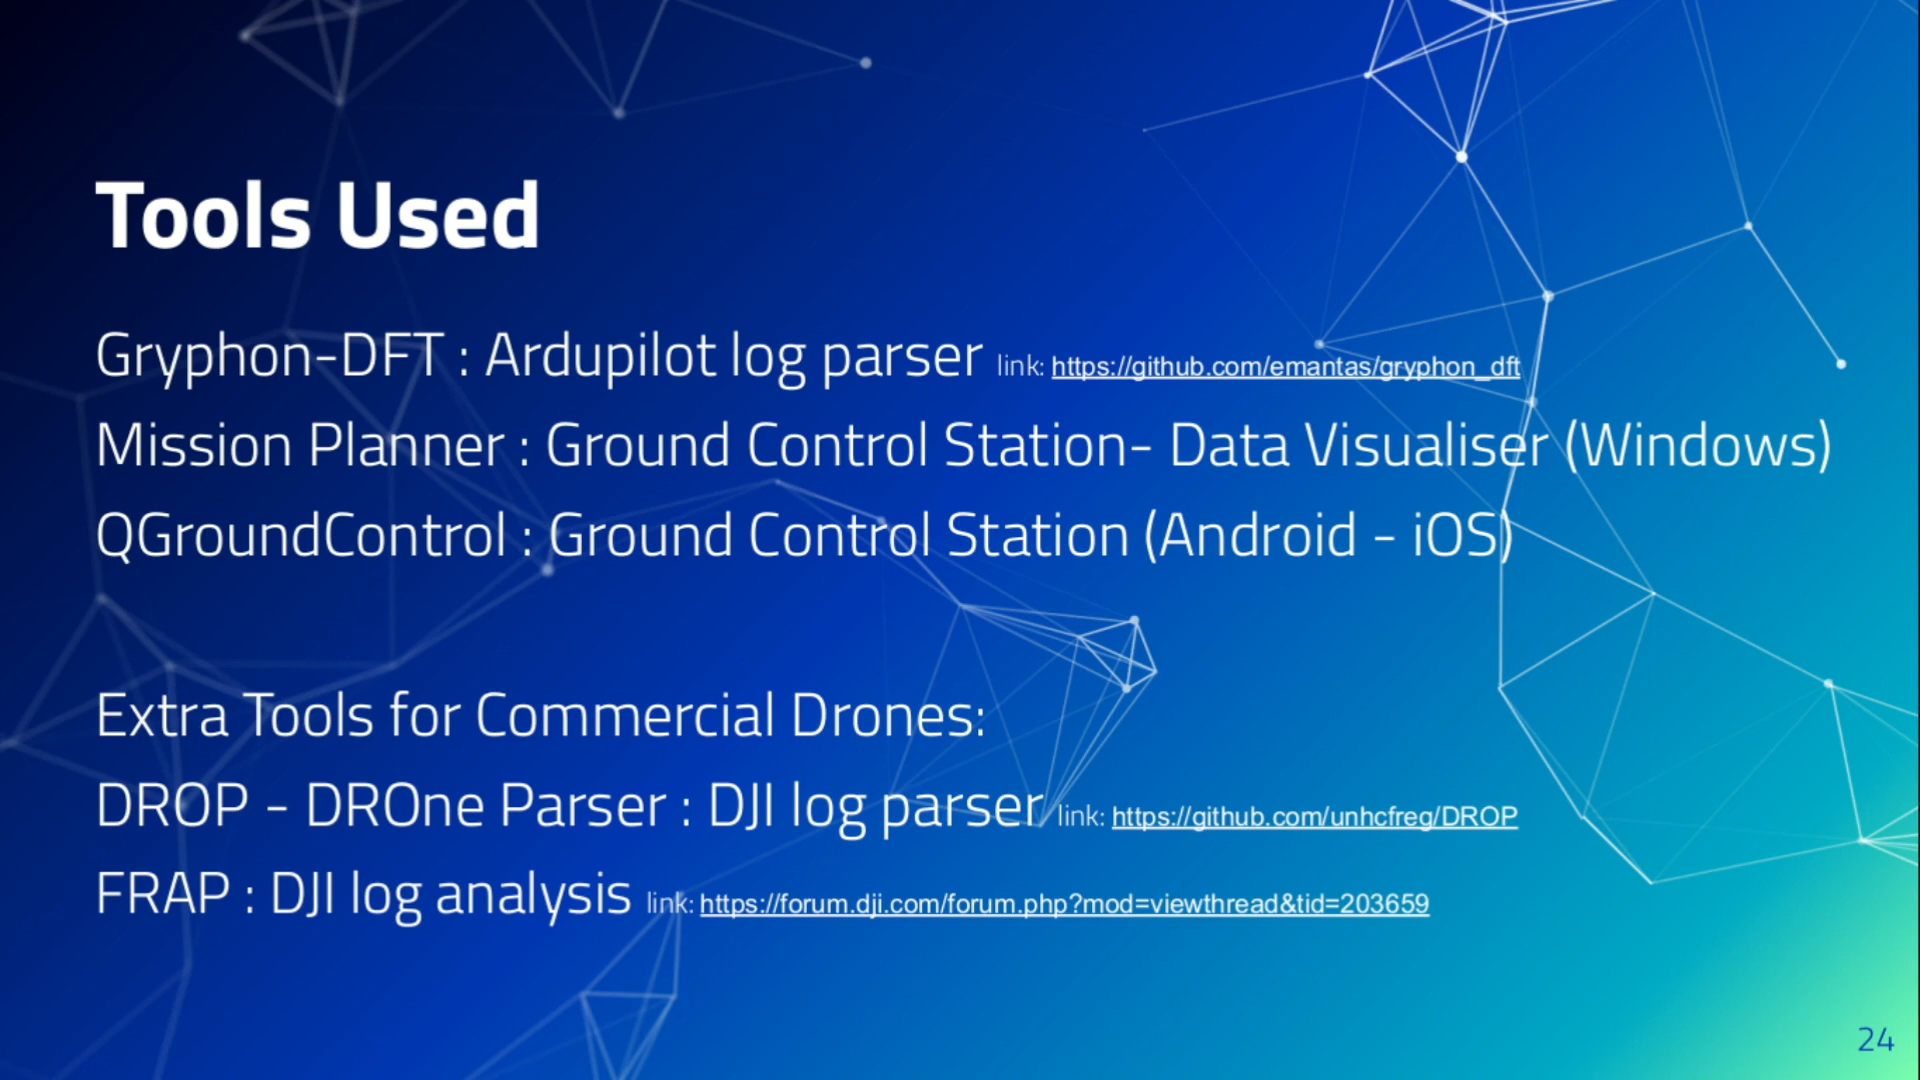 Tools Used
Gryphon-DFT : Ardupilot log parser link: https://github.com/emantas/gryphon_dft
Mission Planner : Ground Control Station- Data Visualiser (Windows)
QGroundControl : Ground Control Station (Android - iOS)
Extra Tools for Commercial Drones:
DROP - DROne Parser : DJI log parser link: https://github.com/unhcfreg/DROP
FRAP : DJI log analysis link: https://forum.dji.com/forum.php?mod=viewthread&tid=203659
24